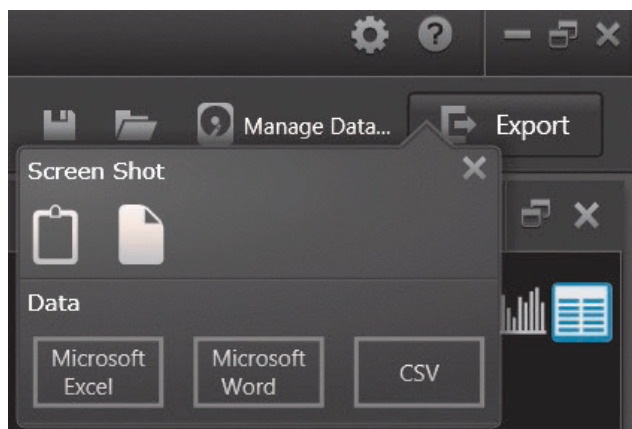 Manage Data... Export
Screen Shot
Data
Microsoft Excel
Microsoft Word
CSV